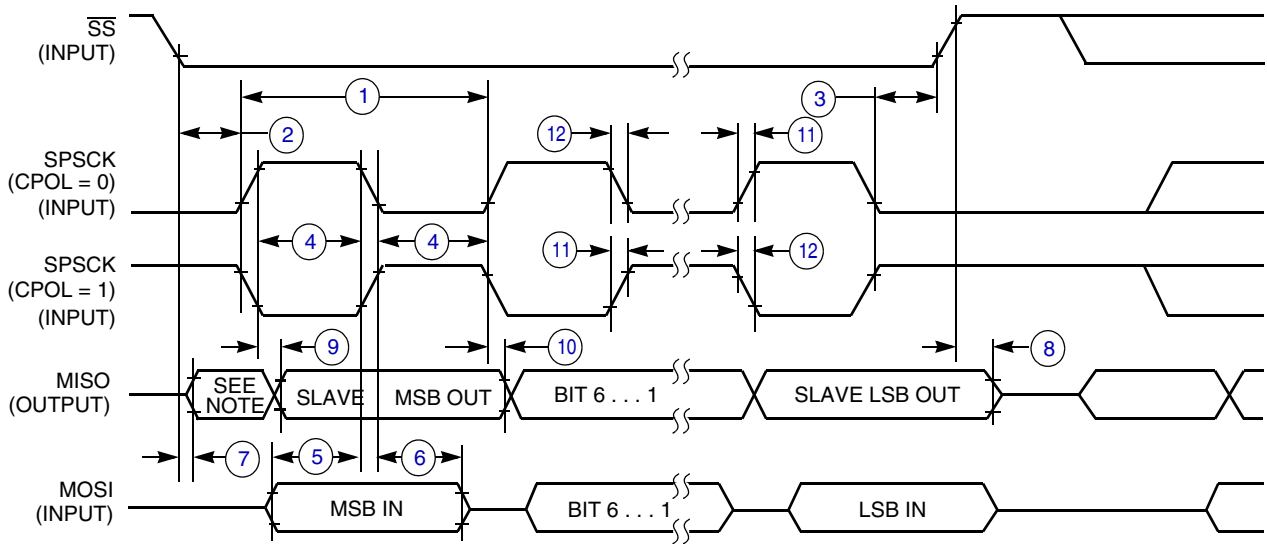 SS
(INPUT)
1
3
2
12
11
SPSCK
(CPOL = 0)
(INPUT)
4
4
11
12
SPSCK
(CPOL = 1)
(INPUT)
9
10
8
MISO
(OUTPUT)
SEE
NOTE
SLAVE
MSB OUT
BIT 6 . . . 1
SLAVE LSB OUT
7
5
6
MOSI
(INPUT)
MSB IN
BIT 6 . . . 1
LSB IN